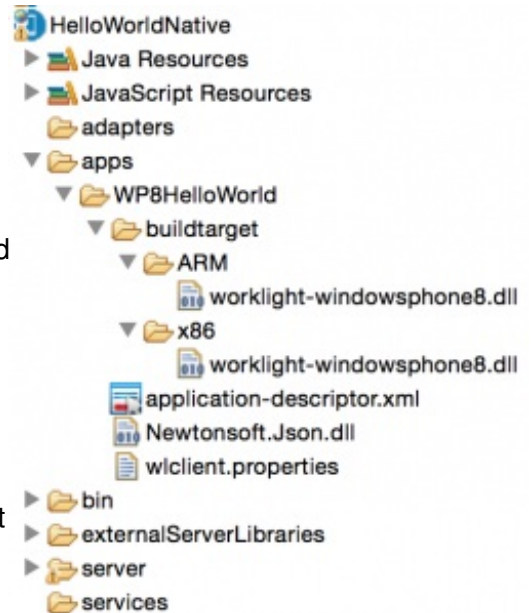 HelloWorldNative
Java Resources
JavaScript Resources
adapters
apps
WP8HelloWorld
buildtarget
d
ARM
worklight-windowsphone8.dll
x86
worklight-windowsphone8.dll
application-descriptor.xml
Newtonsoft.Json.dll
wlclient.properties
bin
t
externalServerLibraries
server
services